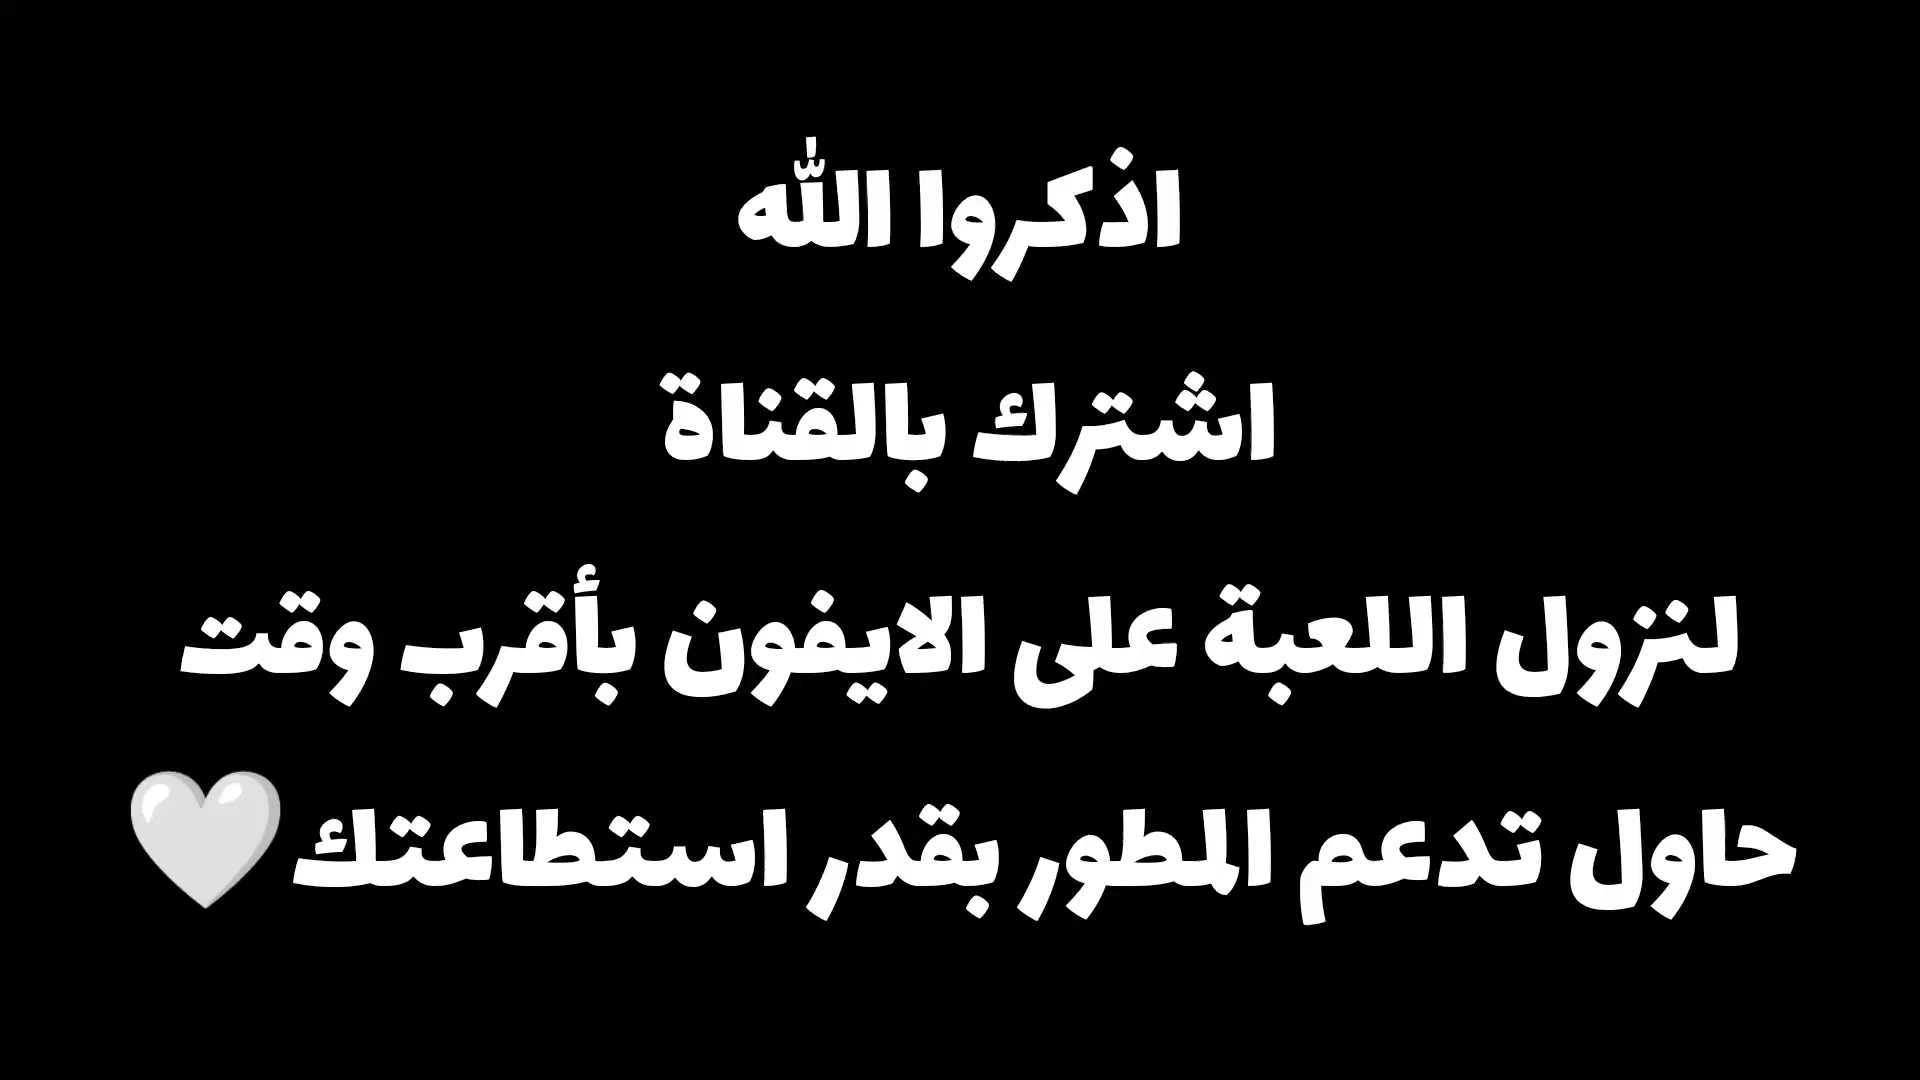 اذكروا الله
اشترك بالقناة
لنزول اللعبة على الايفون بأقرب وقت
حاول تدعم المطور بقدر استطاعتك 🤍